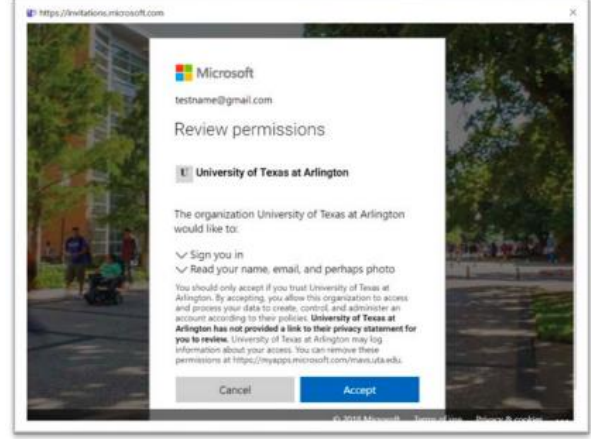 https://invitations.microsoft.com
Microsoft
testname@gmail.com
Review permissions
U University of Texas at Arlington
The organization University of Texas at Arlington
would like to:
Sign you in
Read your name, email, and perhaps photo
You should only accept if you trust University of Texas at
Arlington. By accepting, you allow this organization to access
and process your data to create, control, and administer an
account according to their policies. University of Texas at
Arlington has not provided a link to their privacy statement for
you to review. University of Texas at Arlington may log
information about your access. You can remove these
permissions at https://myapps.microsoft.com/mavs.uta.edu.
Cancel Accept
© 2018 Microsoft Terms of use Privacy & cookies ...